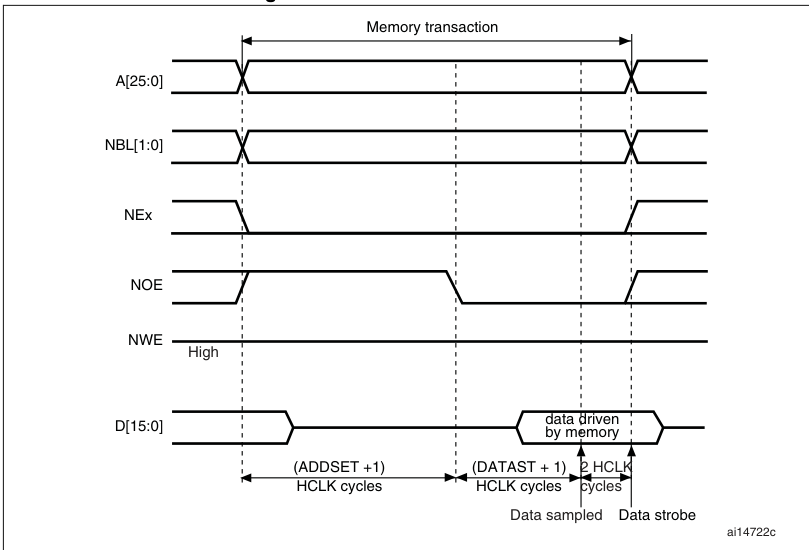 Memory transaction
A[25:0]
NBL[1:0]
NEx
NOE
NWE
High
D[15:0]
data driven
by memory
(ADDSET +1)
HCLK cycles
(DATAST + 1)
HCLK cycles
2 HCLK
cycles
Data sampled
Data strobe
ai14722c